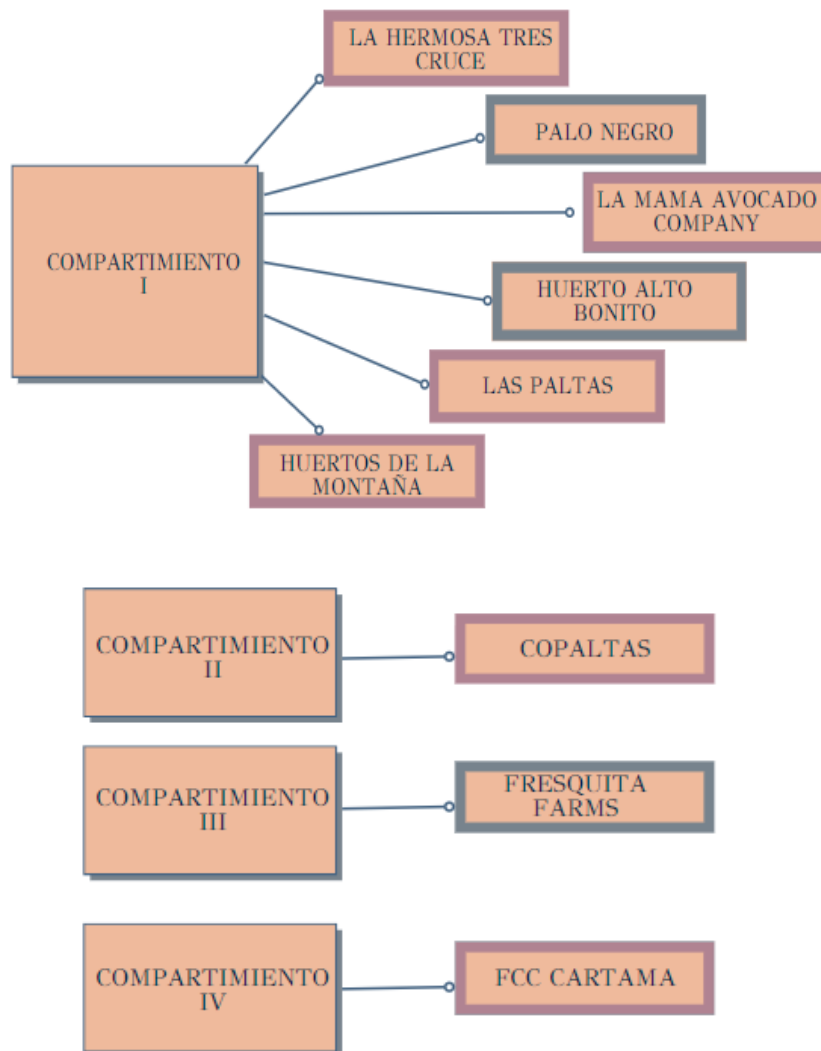 LA HERMOSA TRES
CRUCE
PALO NEGRO
LA MAMA AVOCADO
COMPANY
COMPARTIMIENTO
I
HUERTO ALTO
BONITO
LAS PALTAS
HUERTOS DE LA
MONTAÑA
COMPARTIMIENTO
II
COPALTAS
COMPARTIMIENTO
III
FRESQUITA
FARMS
COMPARTIMIENTO
IV
FCC CARTAMA